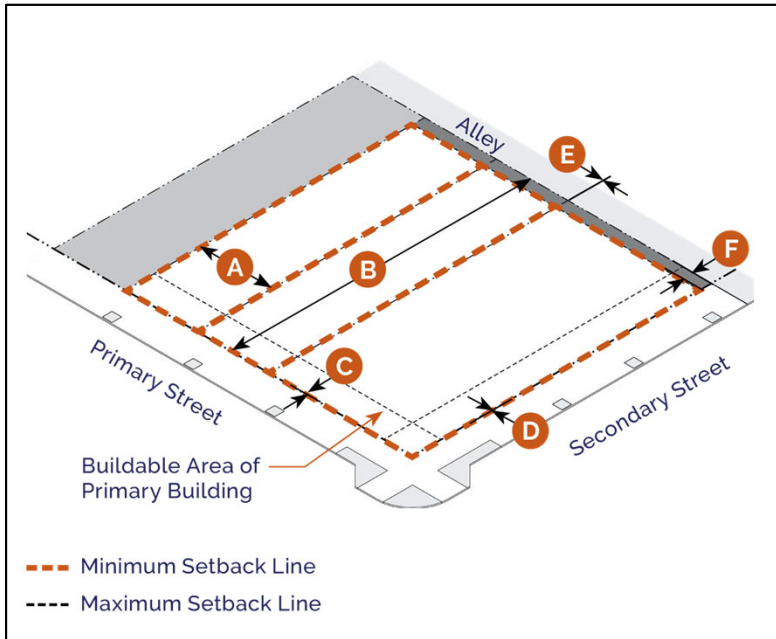 Alley
E
F
A
B
C
D
Primary Street
Secondary Street
Buildable Area of
Primary Building
Minimum Setback Line
Maximum Setback Line